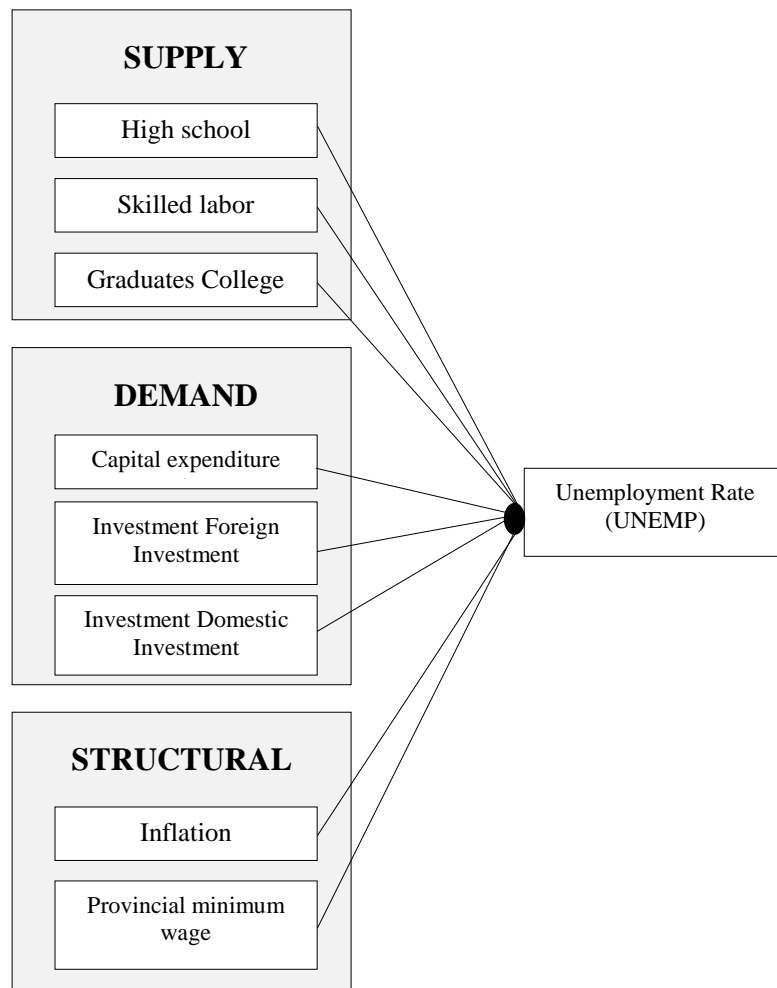 SUPPLY
High school
Skilled labor
Graduates College
DEMAND
Capital expenditure
Investment Foreign
Investment
Investment Domestic
Investment
STRUCTURAL
Inflation
Provincial minimum
wage
Unemployment Rate
(UNEMP)